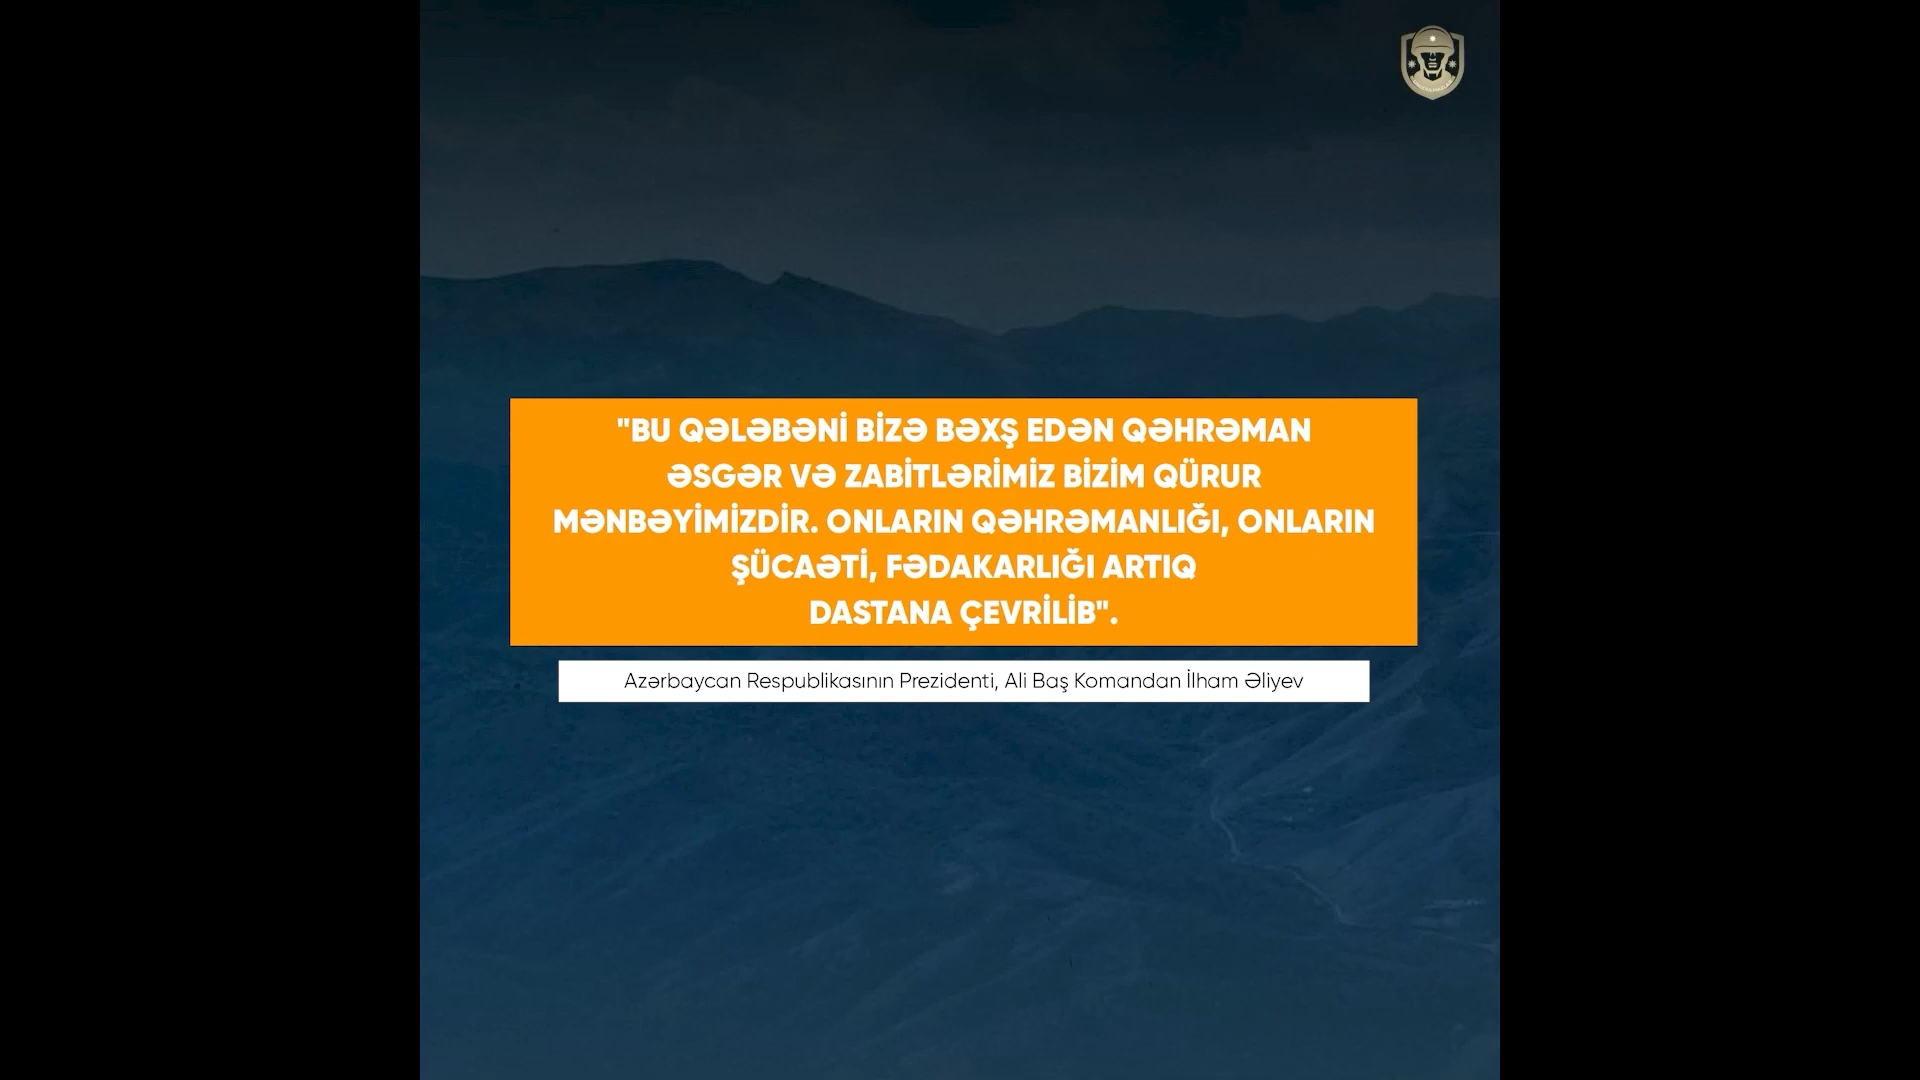 "BU QƏLƏBƏNİ BİZƏ BƏXŞ EDƏN QƏHRƏMAN
ƏSGƏR VƏ ZABİTLƏRİMİZ BİZİM QÜRUR
MƏNBƏYİMİZDİR. ONLARIN QƏHRƏMANLIĞI, ONLARIN
ŞÜCAƏTİ, FƏDAKARLIĞI ARTIQ
DASTANA ÇEVRİLİB".
Azərbaycan Respublikasının Prezidenti, Ali Baş Komandan İlham Əliyev